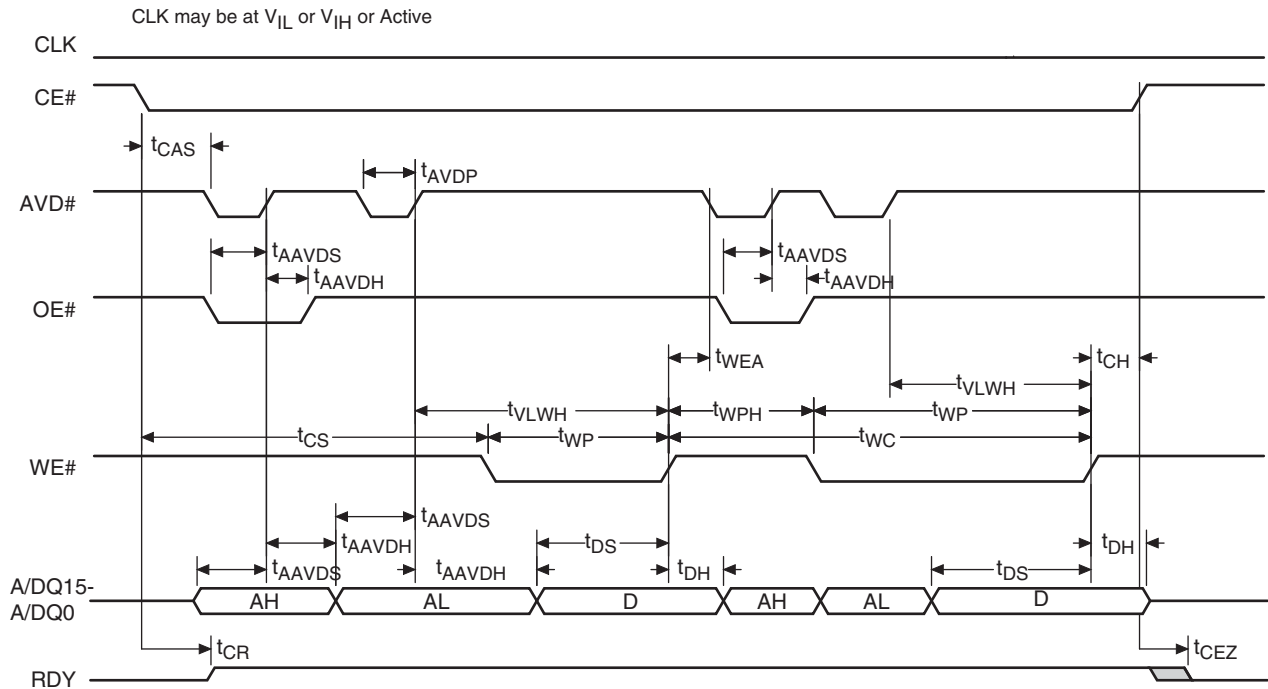 CLK may be at VIL or VIH or Active
CLK
CE#
tCAS
tAVDP
AVD#
tAAVDS
tAAVDS
tAAVDH
tAAVDH
OE#
tWEA
tCH
tVLWH
tVLWH
tWPH
tWP
tCS
tWP
tWC
WE#
tAAVDS
tAAVDH
tDS
tDH
tAAVDS
tAAVDH
tDH
tDS
A/DQ15-
A/DQ0
AH
AL
D
AH
AL
D
tCR
tCEZ
RDY